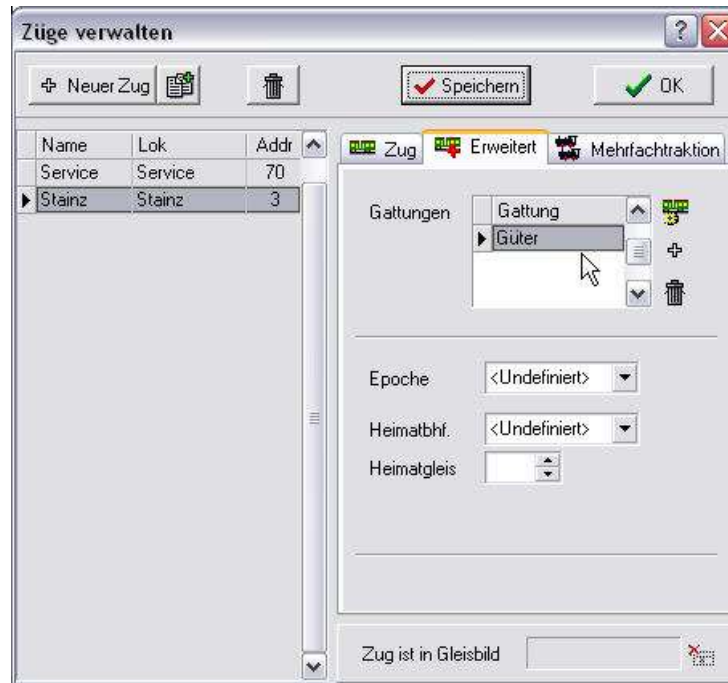 Züge verwalten
Neuer Zug
Speichern
OK
Name Lok Addr
Service Service 70
Stainz Stainz 3
Zug Erweitert Mehrfachtraktion
Gattungen
Gattung
Güter
Epoche <Undefiniert>
Heimatbhf. <Undefiniert>
Heimatgleis
Zug ist in Gleisbild